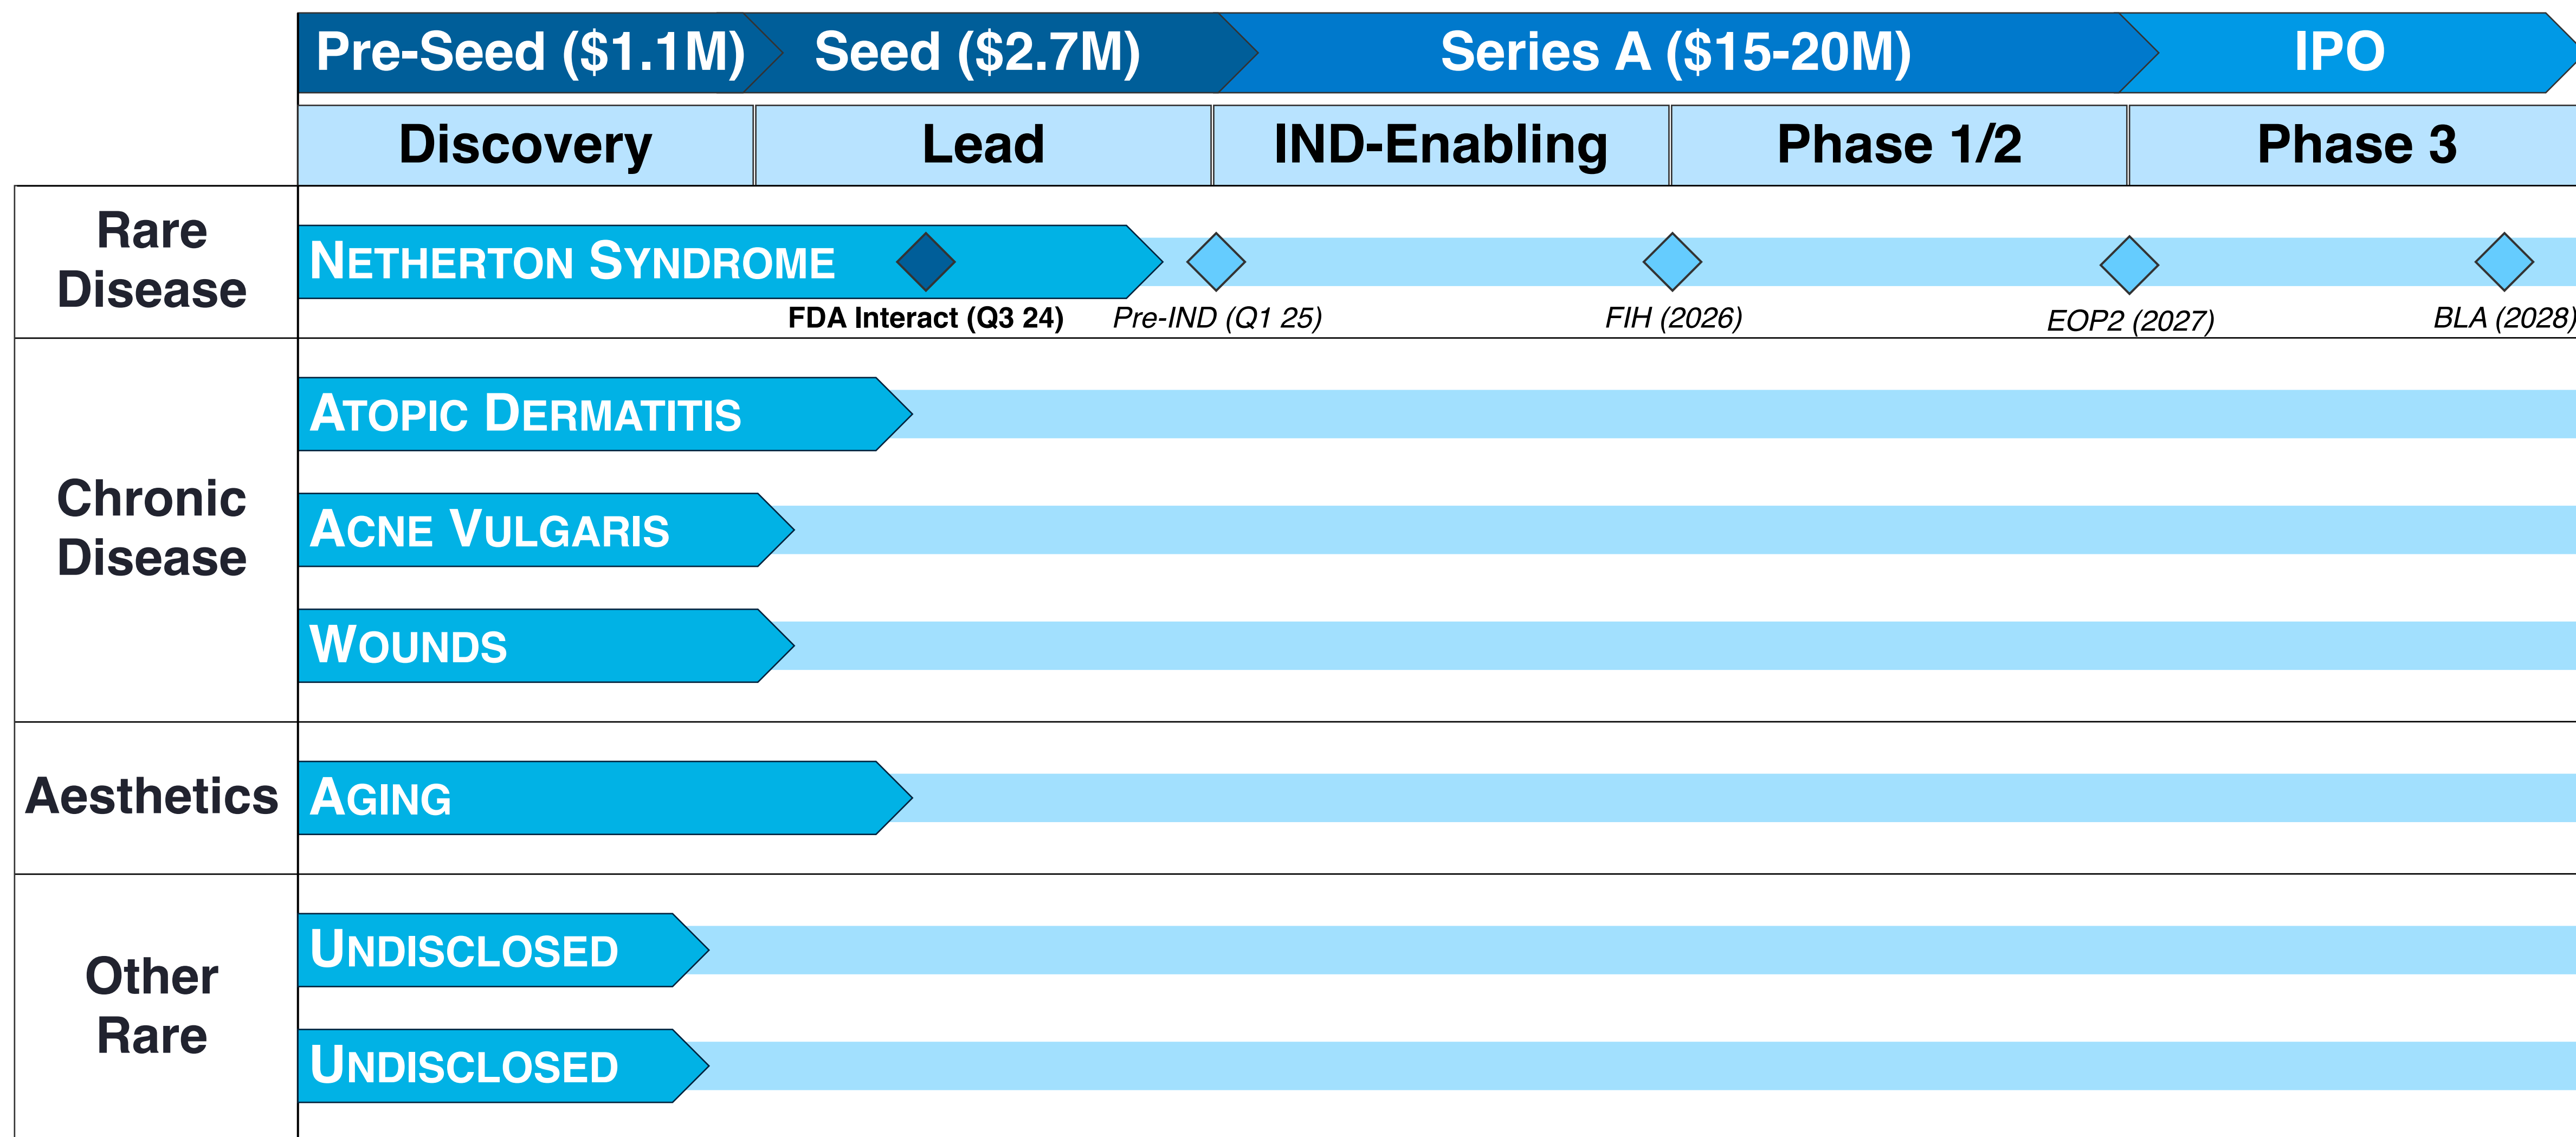 Pre-Seed ($1.1M) Seed ($2.7M) Series A ($15-20M) IPO
Discovery Lead IND-Enabling Phase 1/2 Phase 3
Rare
Disease
NETHERTON SYNDROME
FDA Interact (Q3 24) Pre-IND (Q1 25) FIH (2026) EOP2 (2027) BLA (2028)
Chronic
Disease
ATOPIC DERMATITIS
ACNE VULGARIS
WOUNDS
Aesthetics
AGING
Other
Rare
UNDISCLOSED
UNDISCLOSED